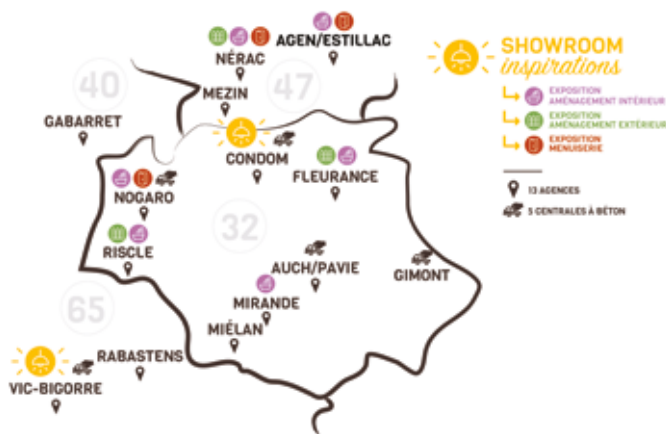 40
47
32
65
AGEN/ESTILLAC
NÉRAC
MEZIN
GABARRET
CONDOM
FLEURANCE
NOGARO
RISCLE
AUCH/PAVIE
GIMONT
MIRANDE
MIÉLAN
RABASTENS
VIC-BIGORRE
SHOWROOM
inspirations
EXPOSITION
AMÉNAGEMENT INTÉRIEUR
EXPOSITION
AMÉNAGEMENT EXTÉRIEUR
EXPOSITION
MENUISERIE
13 AGENCES
5 CENTRALES À BÉTON